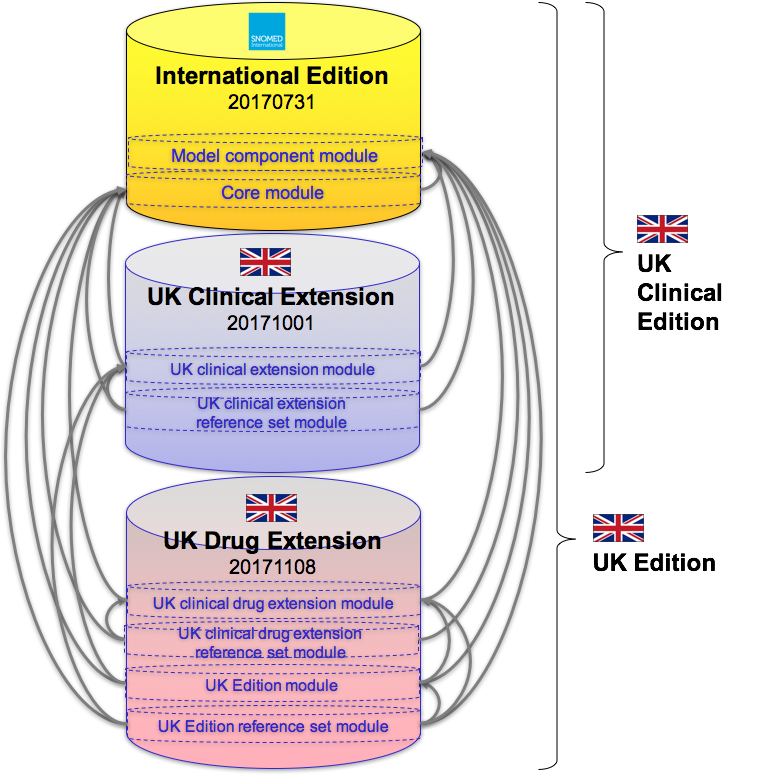 SNOMED
International
International Edition
20170731
Model component module
Core module
UK Clinical Extension
20171001
UK clinical extension module
UK clinical extension
reference set module
UK Drug Extension
20171108
UK clinical drug extension module
UK clinical drug extension
reference set module
UK Edition module
UK Edition reference set module
UK
Clinical
Edition
UK Edition